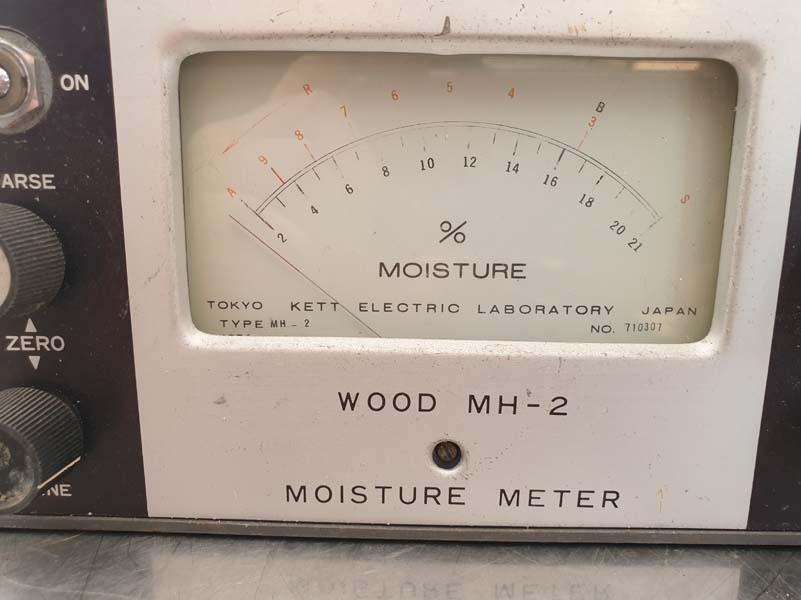 ON
ARSE
ZERO
NE
R
A 9 8 7 6 5 4 3 B S
2 4 6 8 10 12 14 16 18 20 21
%
MOISTURE
TOKYO KETT ELECTRIC LABORATORY JAPAN
TYPE MH - 2
NO. 710307
WOOD MH-2
MOISTURE METER